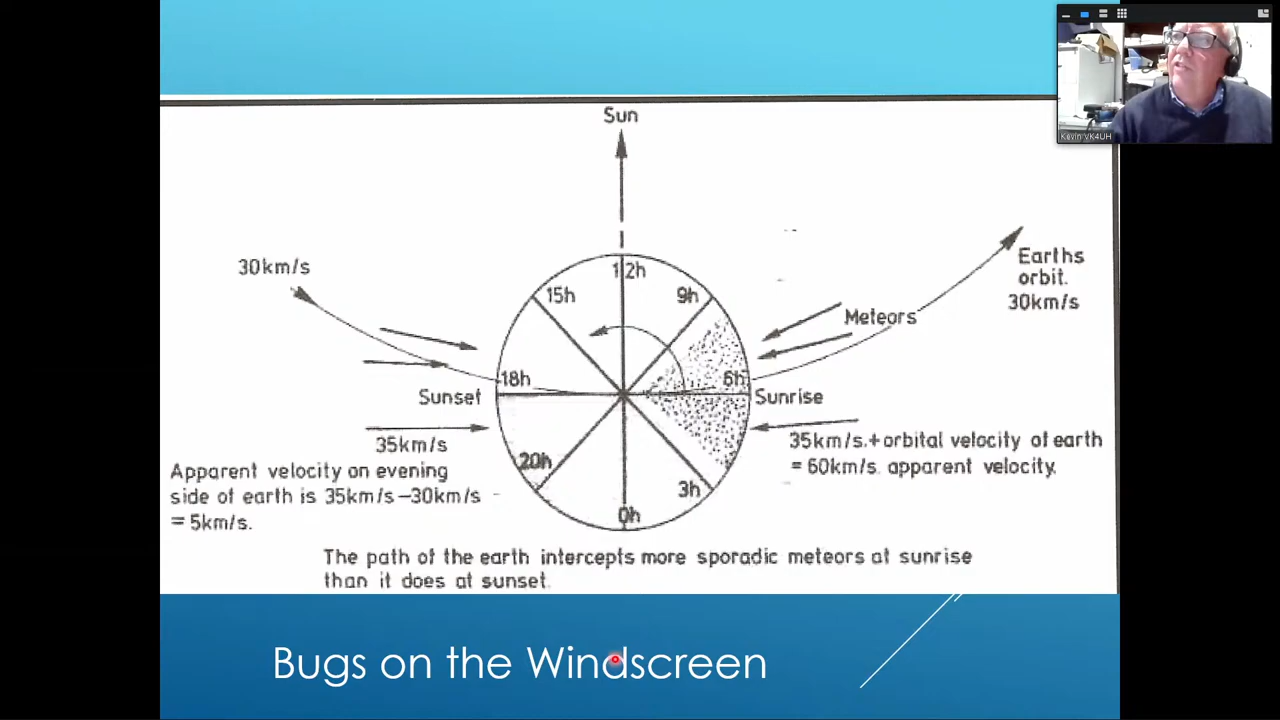 Kevin VK4UH
Sun
30km/s
12h
15h
9h
Earths
orbit.
30km/s
Meteors
18h
6h
Sunset
Sunrise
35km/s
35km/s.+orbital velocity of earth
= 60km/s. apparent velocity.
Apparent velocity on evening
side of earth is 35km/s-30km/s
= 5km/s.
20h
3h
0h
The path of the earth intercepts more sporadic meteors at sunrise
than it does at sunset.
Bugs on the Windscreen